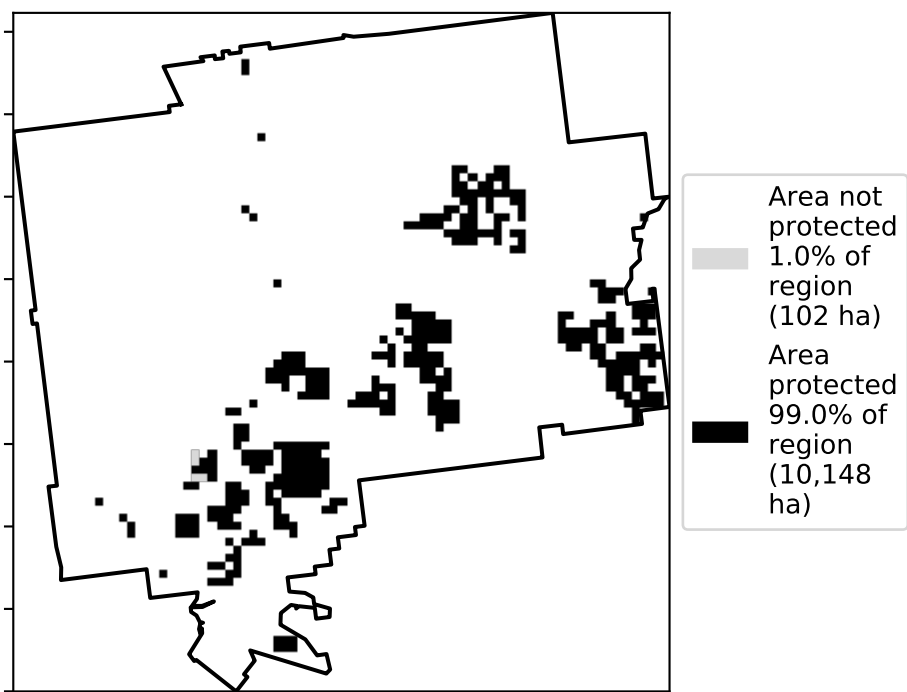 Area not
protected
1.0% of
region
(102 ha)
Area
protected
99.0% of
region
(10,148
ha)